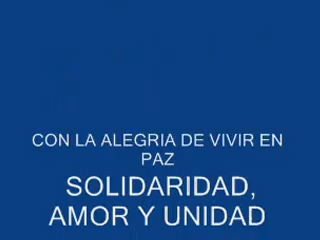 CON LA ALEGRIA DE VIVIR EN
PAZ
SOLIDARIDAD,
AMOR Y UNIDAD